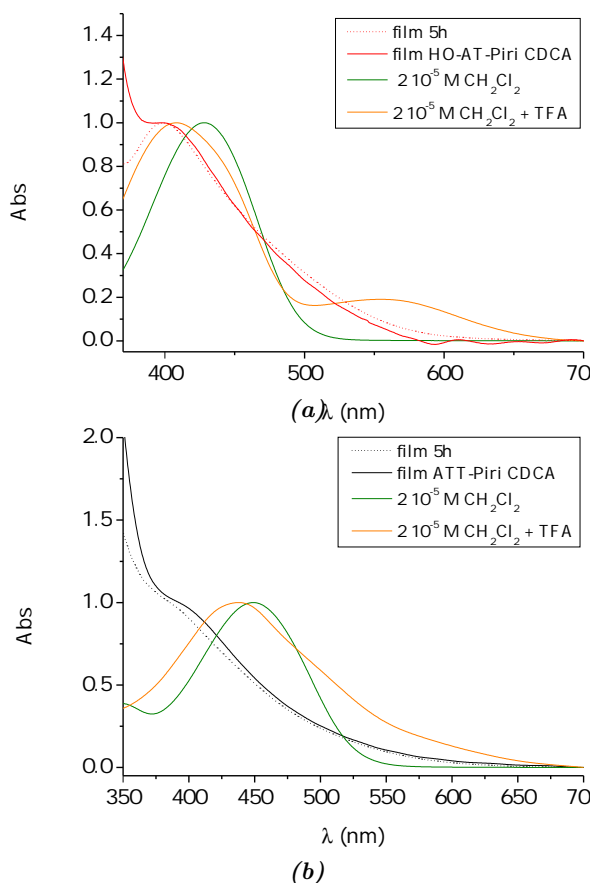 film 5h
film HO-AT-Piri CDCA
2 10⁻⁵ M CH₂Cl₂
2 10⁻⁵ M CH₂Cl₂ + TFA
1.4
1.2
1.0
0.8
0.6
0.4
0.2
0.0
Abs
400 500 600 70
(a) λ (nm)
film 5h
film ATT-Piri CDCA
2 10⁻⁵ M CH₂Cl₂
2 10⁻⁵ M CH₂Cl₂ + TFA
2.0
1.5
1.0
0.5
0.0
Abs
350 400 450 500 550 600 650 70
λ (nm)
(b)